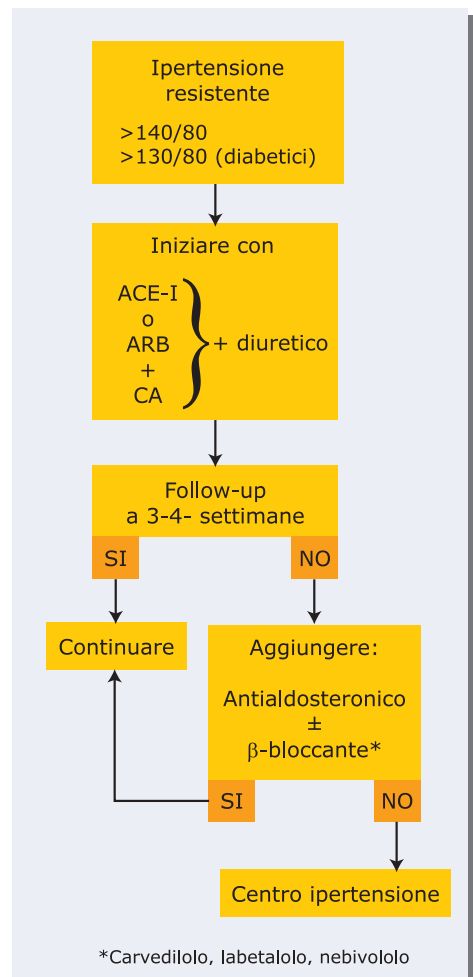 Ipertensione
resistente
>140/80
>130/80 (diabetici)
Iniziare con
ACE-I
o
ARB
+
CA
+ diuretico
Follow-up
a 3-4- settimane
SI
NO
Continuare
Aggiungere:
Antialdosteronico
±
β-bloccante*
SI
NO
Centro ipertensione
*Carvedilolo, labetalolo, nebivololo